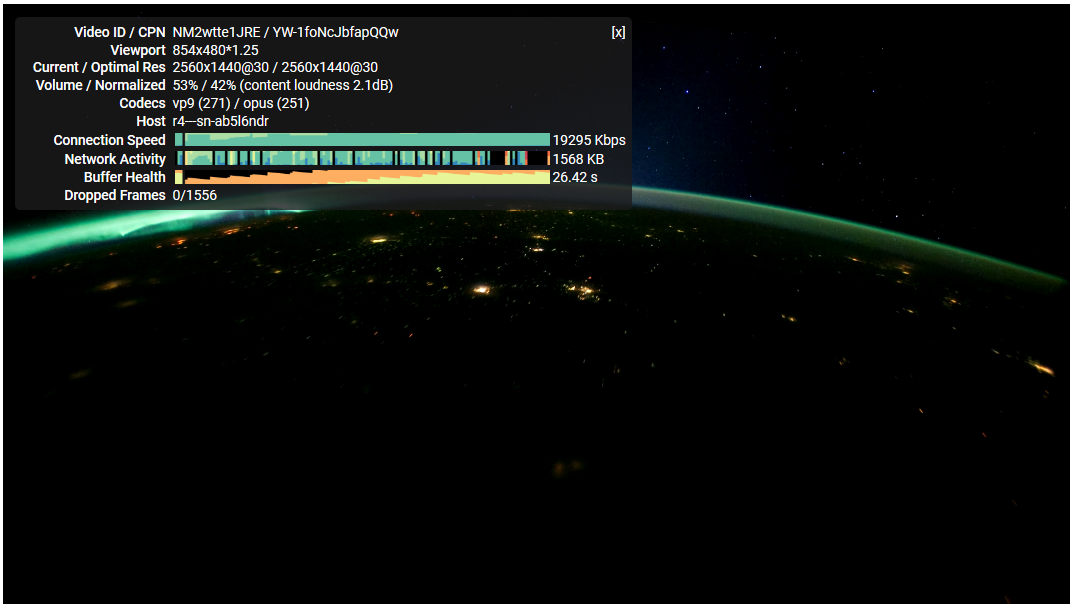 Video ID / CPN NM2wtte1JRE / YW-1foNcJbfapQQw [x]
Viewport 854x480*1.25
Current / Optimal Res 2560x1440@30 / 2560x1440@30
Volume / Normalized 53% / 42% (content loudness 2.1dB)
Codecs vp9 (271) / opus (251)
Host r4---sn-ab5l6ndr
Connection Speed 19295 Kbps
Network Activity 1568 KB
Buffer Health 26.42 s
Dropped Frames 0/1556